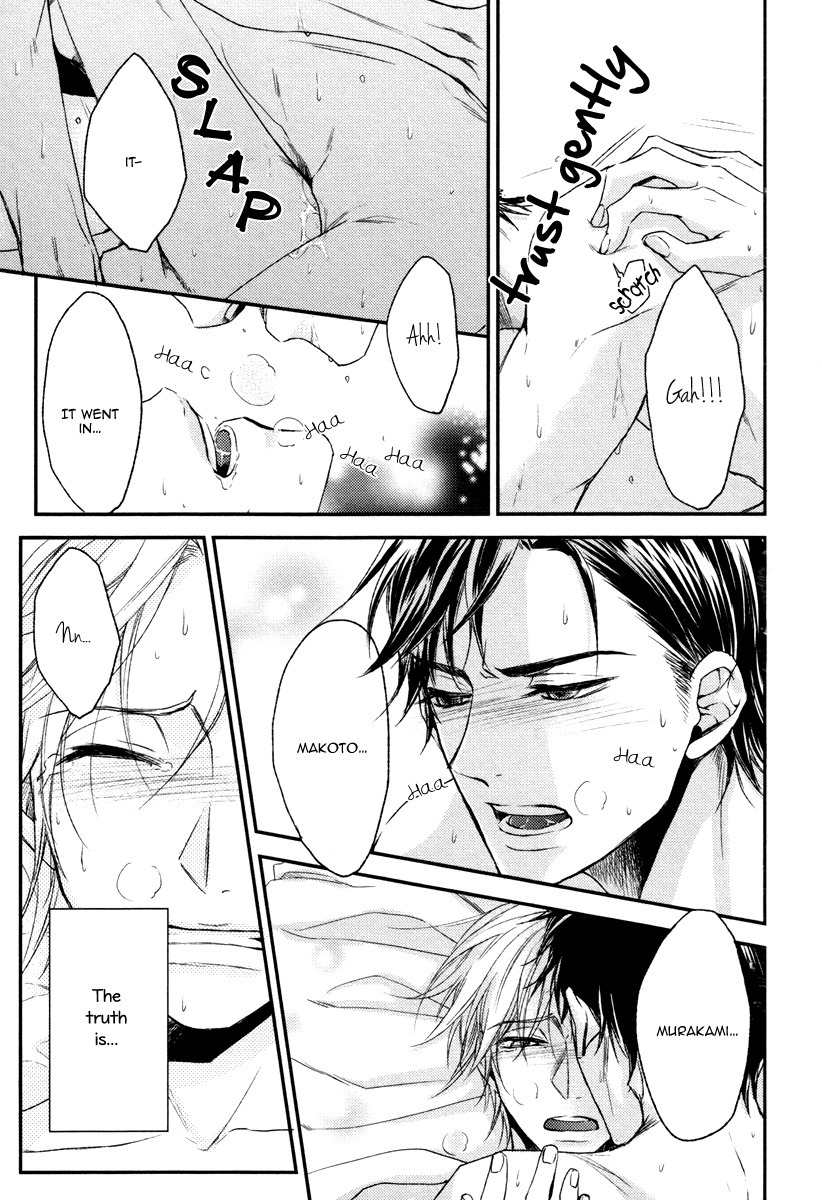 trust gently
scratch
Gah!!!
SLAP
IT-
Ahh!
Haa
Haa
Haa
Haa
IT WENT
IN...
MAKOTO...
Haa
Haa-
Nn...
The
truth
is...
MURAKAMI...